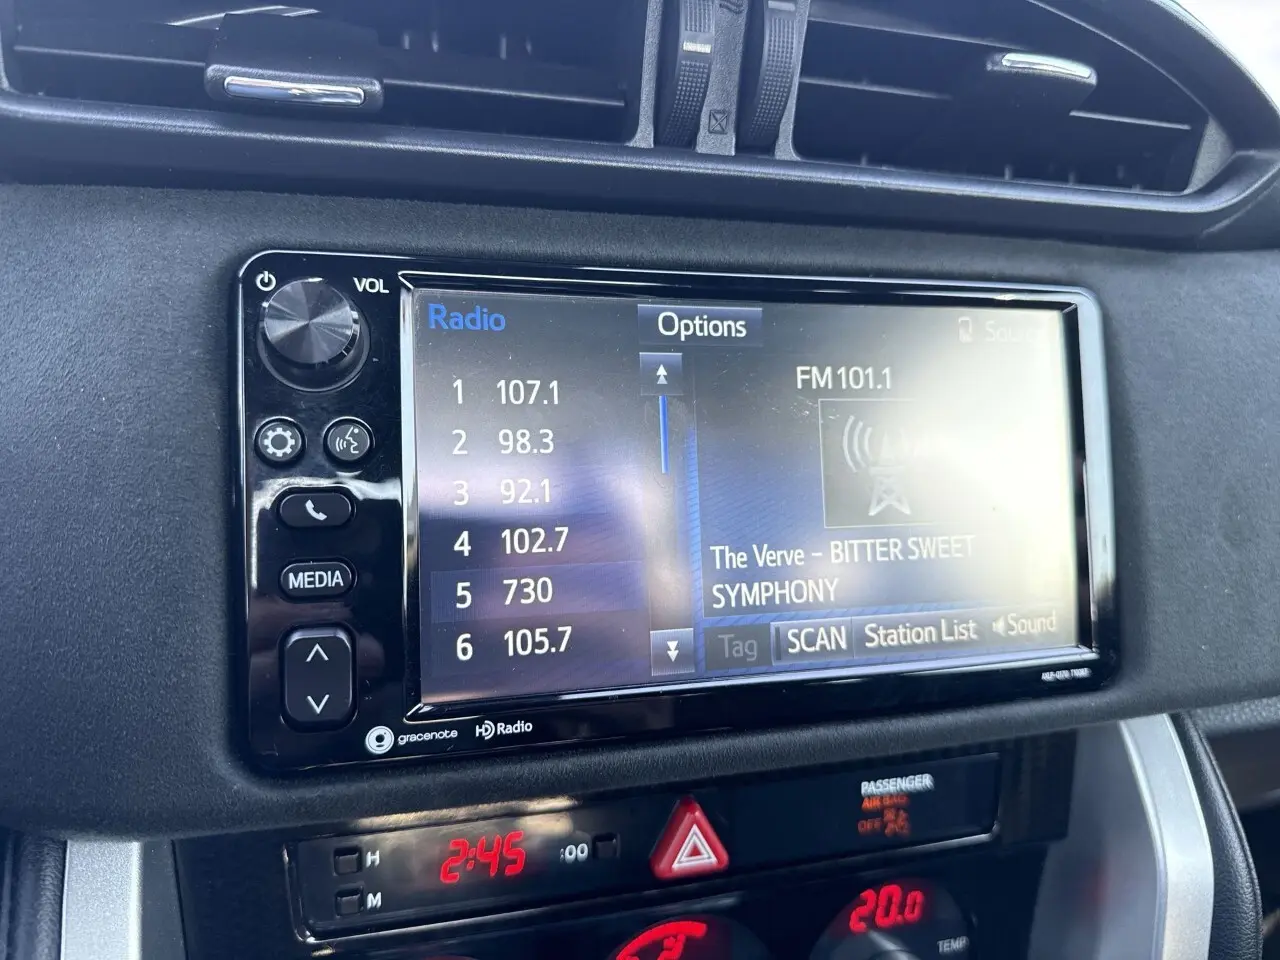 VOL
Radio
Options
Source
1 107.1
2 98.3
3 92.1
4 102.7
5 730
6 105.7
FM 101.1
The Verve - BITTER SWEET
SYMPHONY
Tag
SCAN
Station List
Sound
MEDIA
gracenote
HD Radio
PASSENGER
AIR BAG
OFF
H
2:45
:00
M
20.0
TEMP